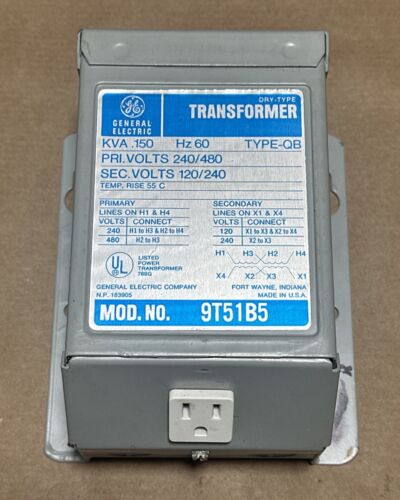 DRY-TYPE
GE
GENERAL
ELECTRIC
TRANSFORMER
KVA .150 Hz 60 TYPE-QB
PRI. VOLTS 240/480
SEC. VOLTS 120/240
TEMP. RISE 55 C
PRIMARY
LINES ON H1 & H4
VOLTS CONNECT
240 H1 to H3 & H2 to H4
480 H2 to H3
SECONDARY
LINES ON X1 & X4
VOLTS CONNECT
120 X1 to X3 & X2 to X4
240 X2 to X3
UL
LISTED
POWER
TRANSFORMER
789G
H1 H3 H2 H4
X4 X2 X3 X1
GENERAL ELECTRIC COMPANY
N.P. 183905
FORT WAYNE, INDIANA
MADE IN U.S.A.
MOD. NO. 9T51B5